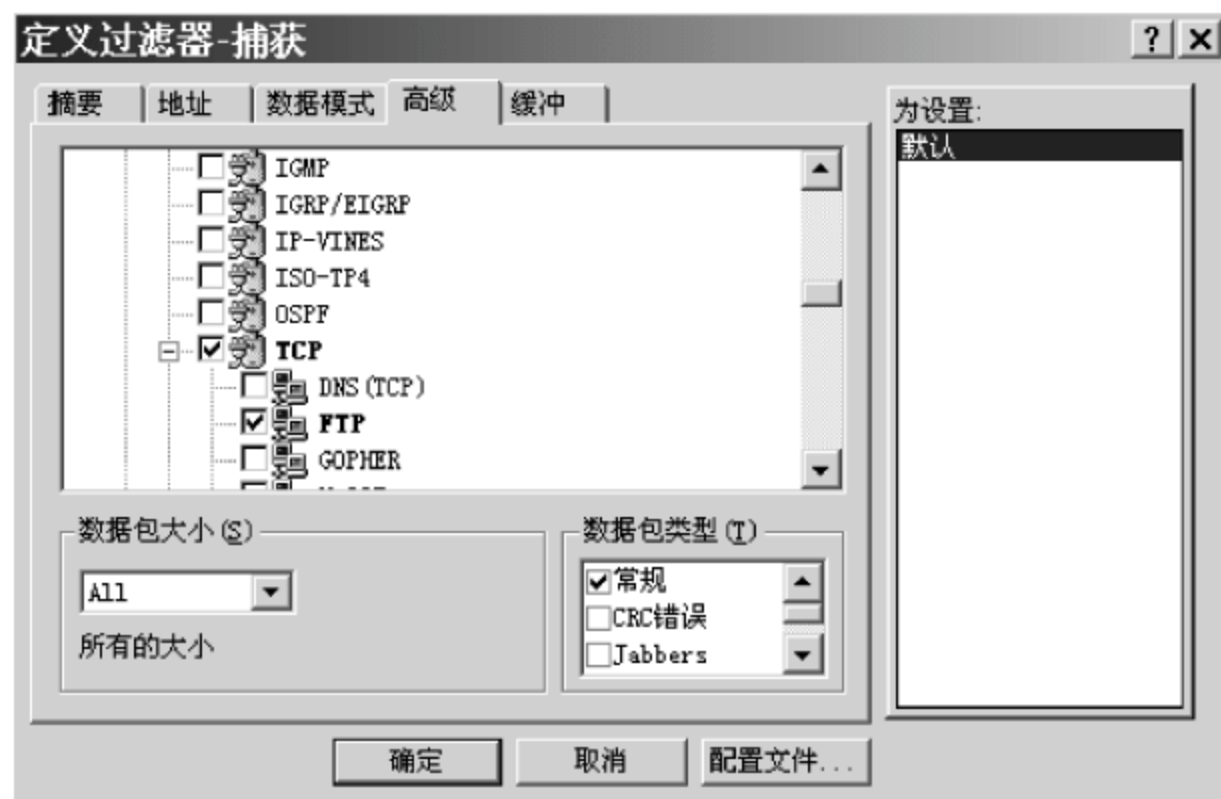 定义过滤器-捕获
摘要 地址 数据模式 高级 缓冲
为设置:
默认
IGMP
IGRP/EIGRP
IP-VINES
ISO-TP4
OSPF
TCP
DNS(TCP)
FTP
GOPHER
数据包大小(S)
All
所有的大小
数据包类型(T)
常规
CRC错误
Jabbers
确定 取消 配置文件...